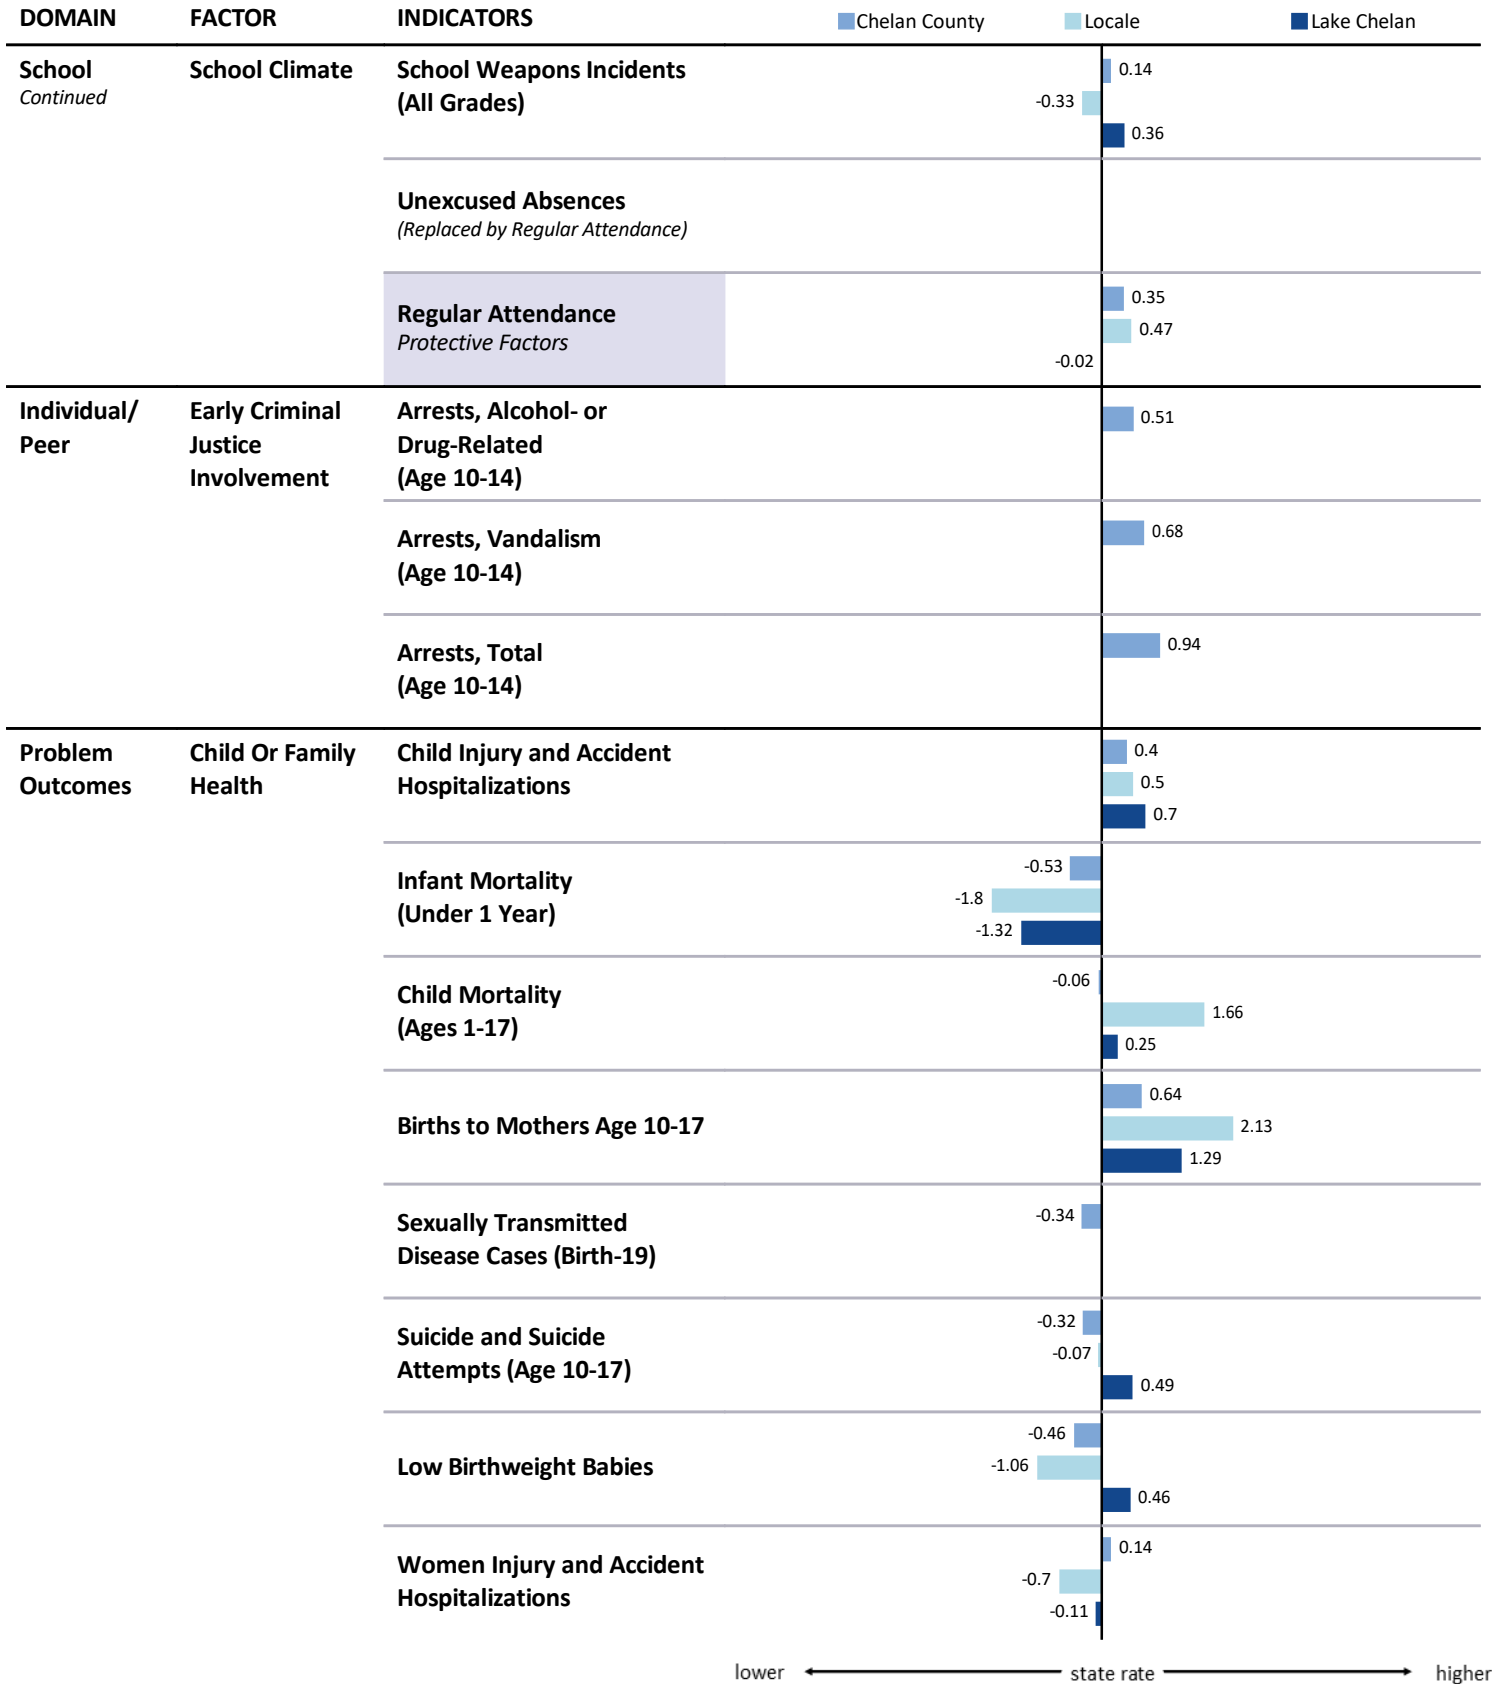 DOMAIN FACTOR INDICATORS Chelan County Locale Lake Chelan
School School Climate School Weapons Incidents 0.14
Continued (All Grades) -0.33
0.36
Unexcused Absences
(Replaced by Regular Attendance)
0.35
Regular Attendance 0.47
Protective Factors -0.02
Individual/ Early Criminal Arrests, Alcohol- or 0.51
Peer Justice Drug-Related
Involvement (Age 10-14)
Arrests, Vandalism 0.68
(Age 10-14)
Arrests, Total 0.94
(Age 10-14)
Problem Child Or Family Child Injury and Accident 0.4
Outcomes Health Hospitalizations 0.5
0.7
-0.53
Infant Mortality -1.8
(Under 1 Year) -1.32
-0.06
Child Mortality 1.66
(Ages 1-17) 0.25
0.64
Births to Mothers Age 10-17 2.13
1.29
Sexually Transmitted -0.34
Disease Cases (Birth-19)
-0.32
Suicide and Suicide -0.07
Attempts (Age 10-17) 0.49
-0.46
Low Birthweight Babies -1.06
0.46
0.14
Women Injury and Accident -0.7
Hospitalizations -0.11
lower state rate higher